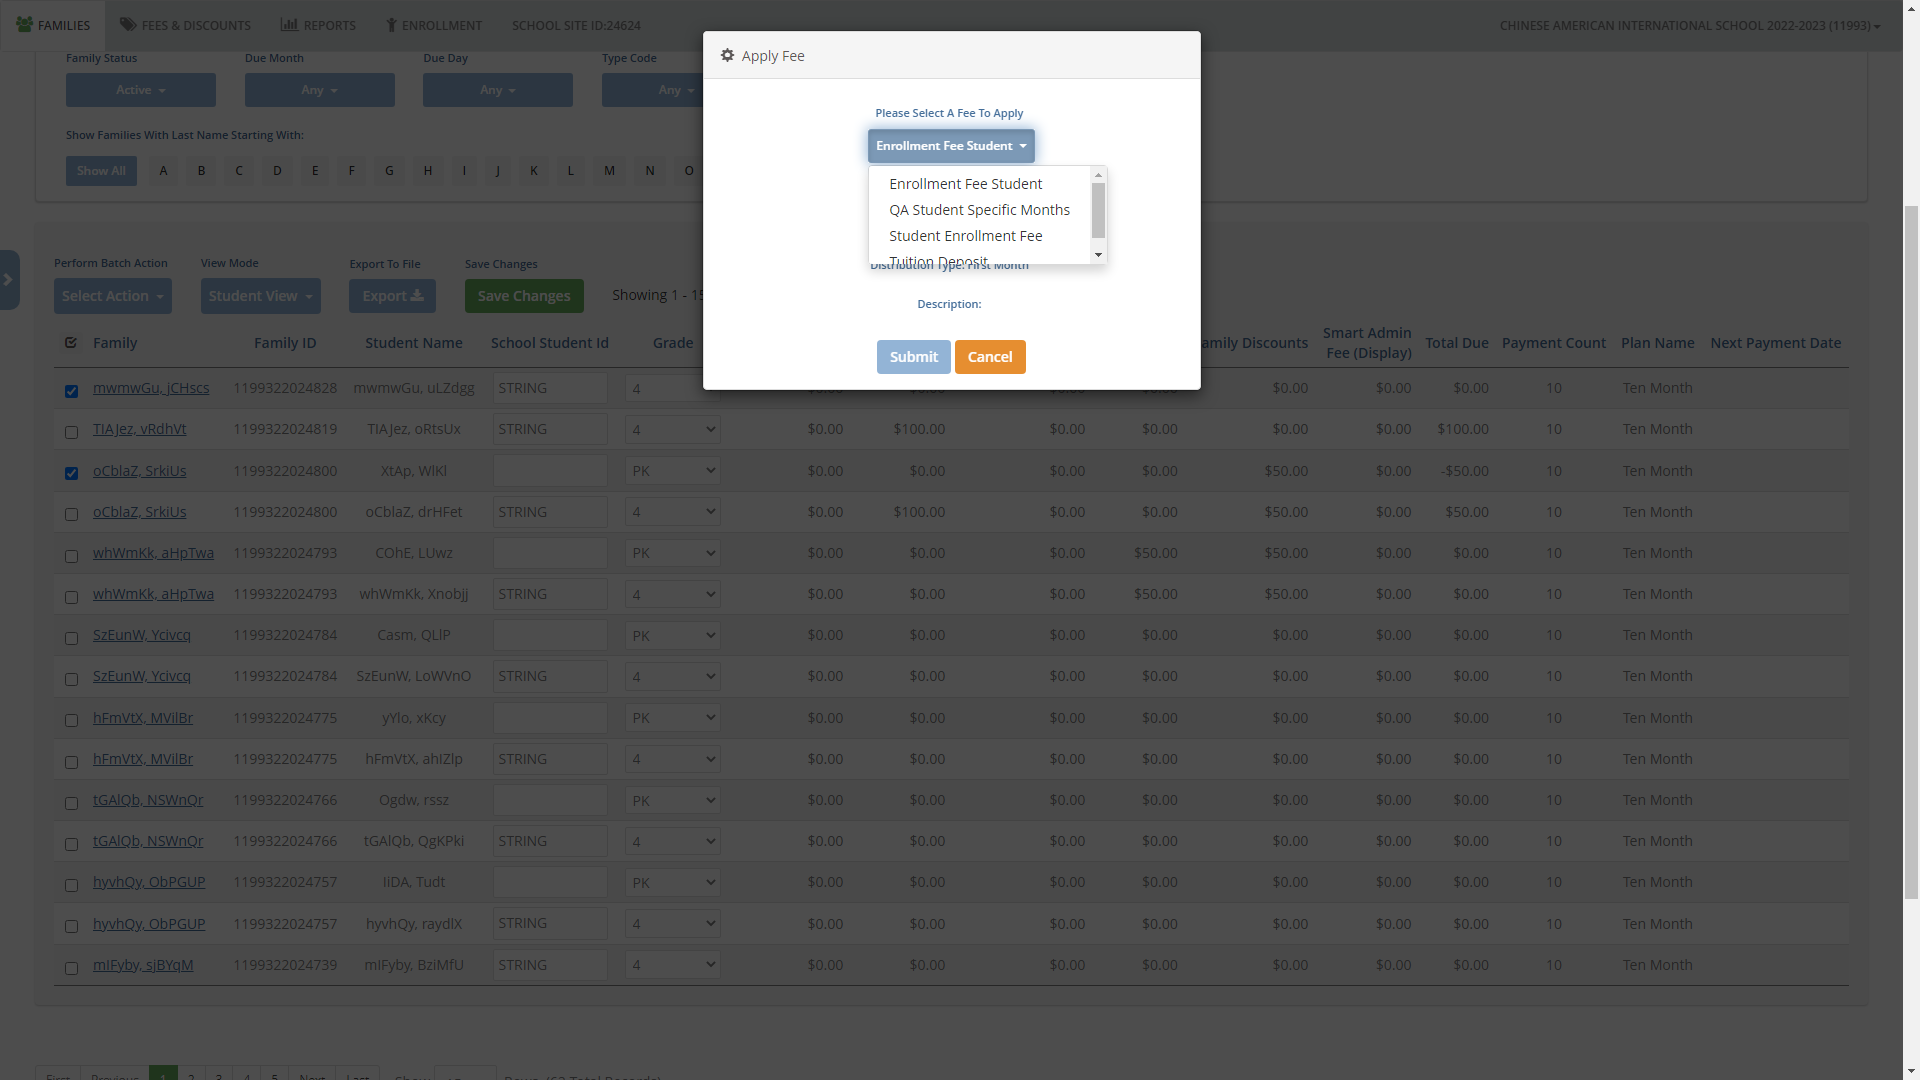 FAMILIES FEES & DISCOUNTS REPORTS ENROLLMENT SCHOOL SITE ID:24624 CHINESE AMERICAN INTERNATIONAL SCHOOL 2022-2023 (11993)
Family Status Due Month Due Day Type Code
Active Any Any Any
Show Families With Last Name Starting With:
Show All A B C D E F G H I J K L M N O
Apply Fee
Please Select A Fee To Apply
Enrollment Fee Student
Enrollment Fee Student
QA Student Specific Months
Student Enrollment Fee
Tuition Deposit
Distribution Type: First Month
Description:
Submit Cancel
Perform Batch Action View Mode Export To File Save Changes
Select Action Student View Export Save Changes Showing 1 - 15
Family Family ID Student Name School Student Id Grade amily Discounts Smart Admin Fee (Display) Total Due Payment Count Plan Name Next Payment Date
mwmwGu, jCHscs 1199322024828 mwmwGu, uLZdgg STRING 4 $0.00 $0.00 $0.00 $0.00 $0.00 $0.00 $0.00 10 Ten Month
TIAJez, vRdhVt 1199322024819 TIAJez, oRtsUx STRING 4 $0.00 $100.00 $0.00 $0.00 $0.00 $0.00 $100.00 10 Ten Month
oCblaZ, SrkiUs 1199322024800 XtAp, WlKl PK $0.00 $0.00 $0.00 $0.00 $50.00 $0.00 -$50.00 10 Ten Month
oCblaZ, SrkiUs 1199322024800 oCblaZ, drHFet STRING 4 $0.00 $100.00 $0.00 $0.00 $50.00 $0.00 $50.00 10 Ten Month
whWmKk, aHpTwa 1199322024793 COhE, LUwz PK $0.00 $0.00 $0.00 $50.00 $50.00 $0.00 $0.00 10 Ten Month
whWmKk, aHpTwa 1199322024793 whWmKk, Xnobjj STRING 4 $0.00 $0.00 $0.00 $50.00 $50.00 $0.00 $0.00 10 Ten Month
SzEunW, Ycivcq 1199322024784 Casm, QLlP PK $0.00 $0.00 $0.00 $0.00 $0.00 $0.00 $0.00 10 Ten Month
SzEunW, Ycivcq 1199322024784 SzEunW, LoWVnO STRING 4 $0.00 $0.00 $0.00 $0.00 $0.00 $0.00 $0.00 10 Ten Month
hFmVtX, MVilBr 1199322024775 yYlo, xKcy PK $0.00 $0.00 $0.00 $0.00 $0.00 $0.00 $0.00 10 Ten Month
hFmVtX, MVilBr 1199322024775 hFmVtX, ahIZlp STRING 4 $0.00 $0.00 $0.00 $0.00 $0.00 $0.00 $0.00 10 Ten Month
tGAlQb, NSWnQr 1199322024766 Ogdw, rssz PK $0.00 $0.00 $0.00 $0.00 $0.00 $0.00 $0.00 10 Ten Month
tGAlQb, NSWnQr 1199322024766 tGAlQb, QgKPki STRING 4 $0.00 $0.00 $0.00 $0.00 $0.00 $0.00 $0.00 10 Ten Month
hyvhQy, ObPGUP 1199322024757 IiDA, Tudt PK $0.00 $0.00 $0.00 $0.00 $0.00 $0.00 $0.00 10 Ten Month
hyvhQy, ObPGUP 1199322024757 hyvhQy, raydlX STRING 4 $0.00 $0.00 $0.00 $0.00 $0.00 $0.00 $0.00 10 Ten Month
mIFyby, sjBYqM 1199322024739 mIFyby, BziMfU STRING 4 $0.00 $0.00 $0.00 $0.00 $0.00 $0.00 $0.00 10 Ten Month
First Previous 1 2 3 4 5 Next Last Show Rows. (62 Total Records)